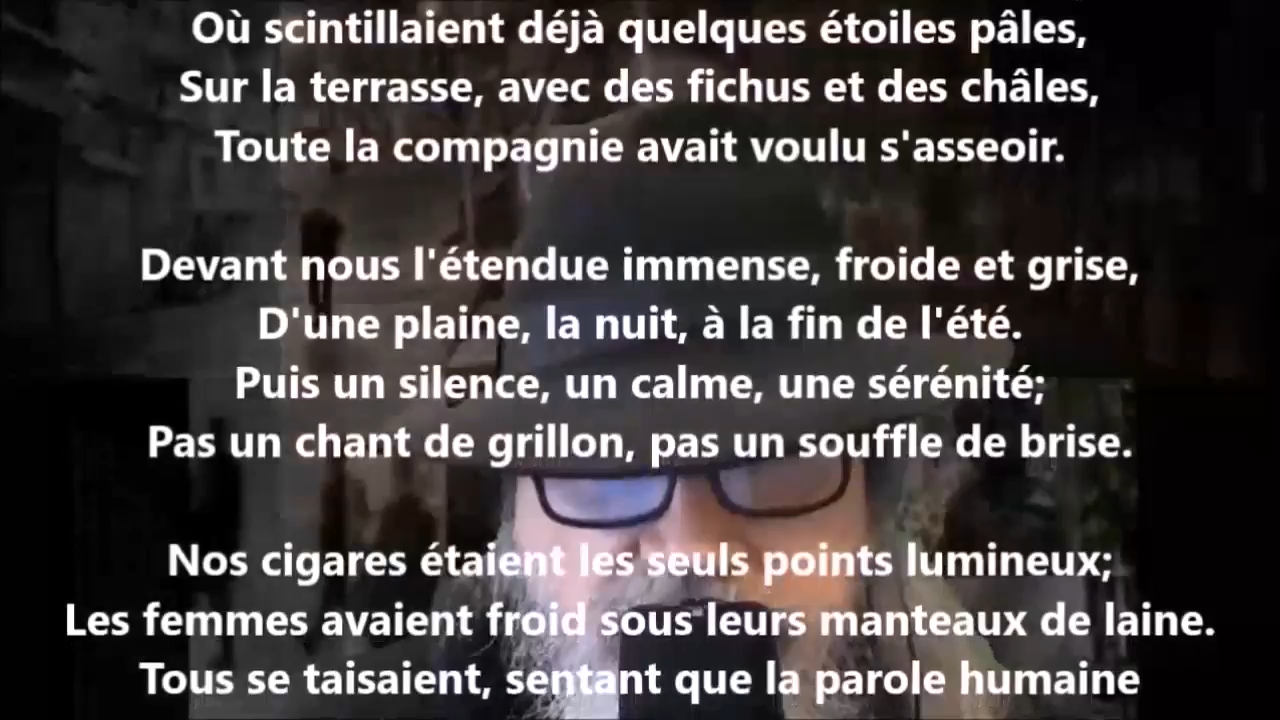 Où scintillaient déjà quelques étoiles pâles,
Sur la terrasse, avec des fichus et des châles,
Toute la compagnie avait voulu s'asseoir.
Devant nous l'étendue immense, froide et grise,
D'une plaine, la nuit, à la fin de l'été.
Puis un silence, un calme, une sérénité;
Pas un chant de grillon, pas un souffle de brise.
Nos cigares étaient les seuls points lumineux;
Les femmes avaient froid sous leurs manteaux de laine.
Tous se taisaient, sentant que la parole humaine